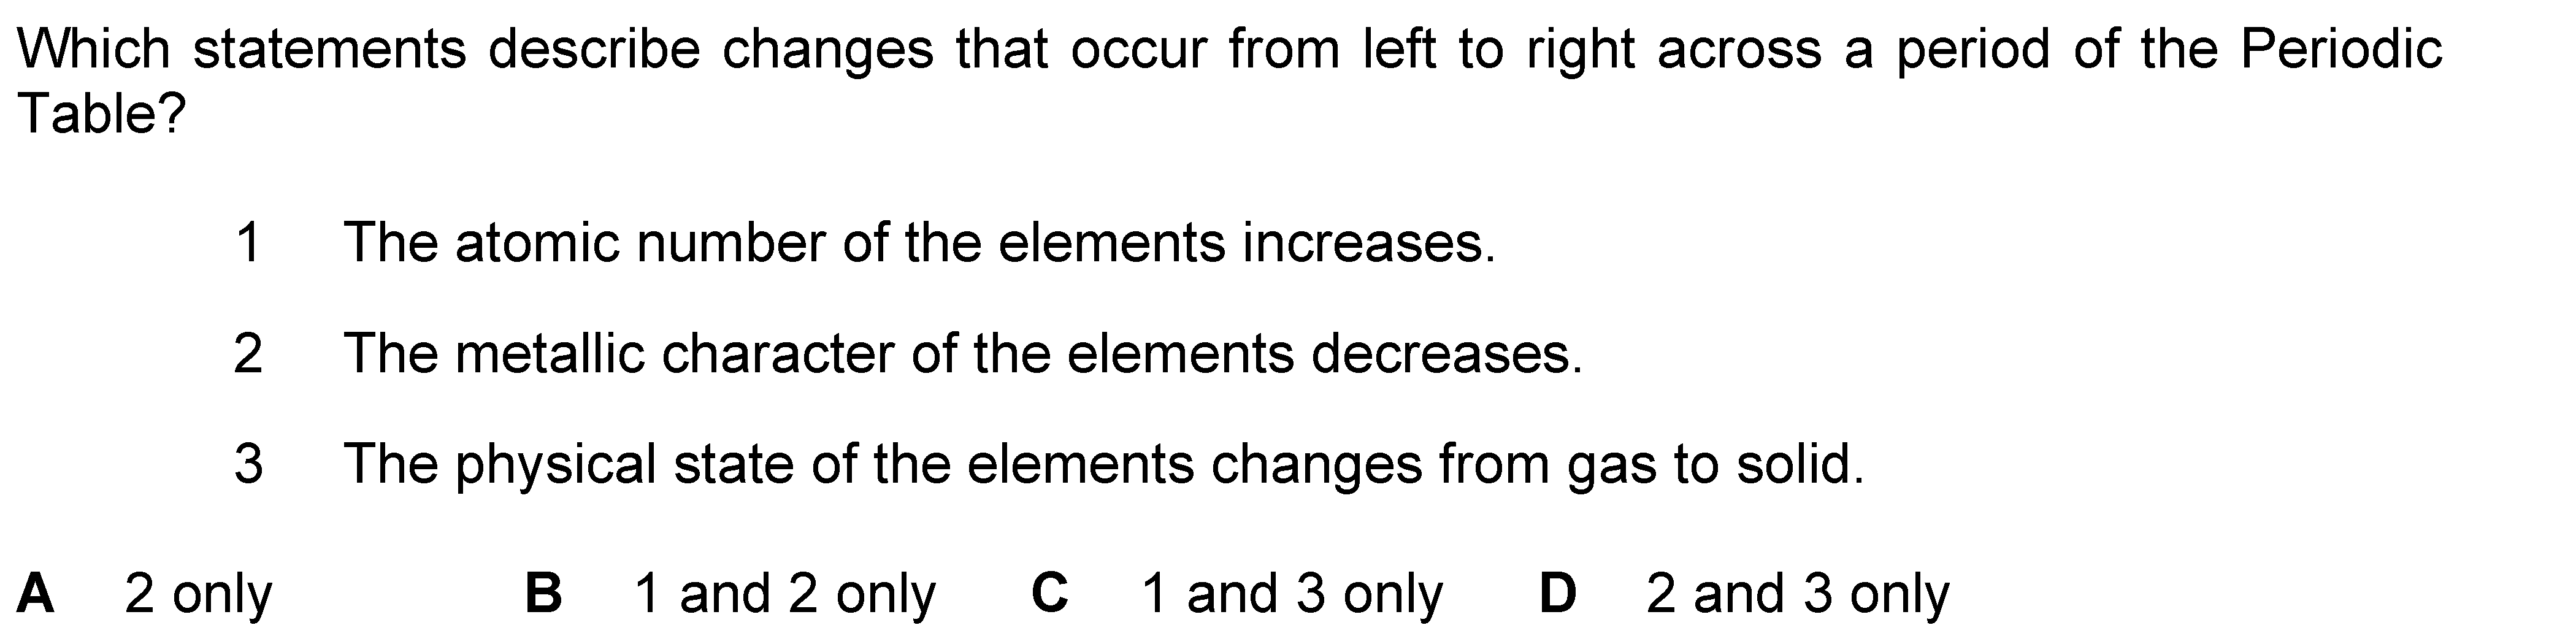 Which statements describe changes that occur from left to right across a period of the Periodic
Table?
1 The atomic number of the elements increases.
2 The metallic character of the elements decreases.
3 The physical state of the elements changes from gas to solid.
A 2 only B 1 and 2 only C 1 and 3 only D 2 and 3 only